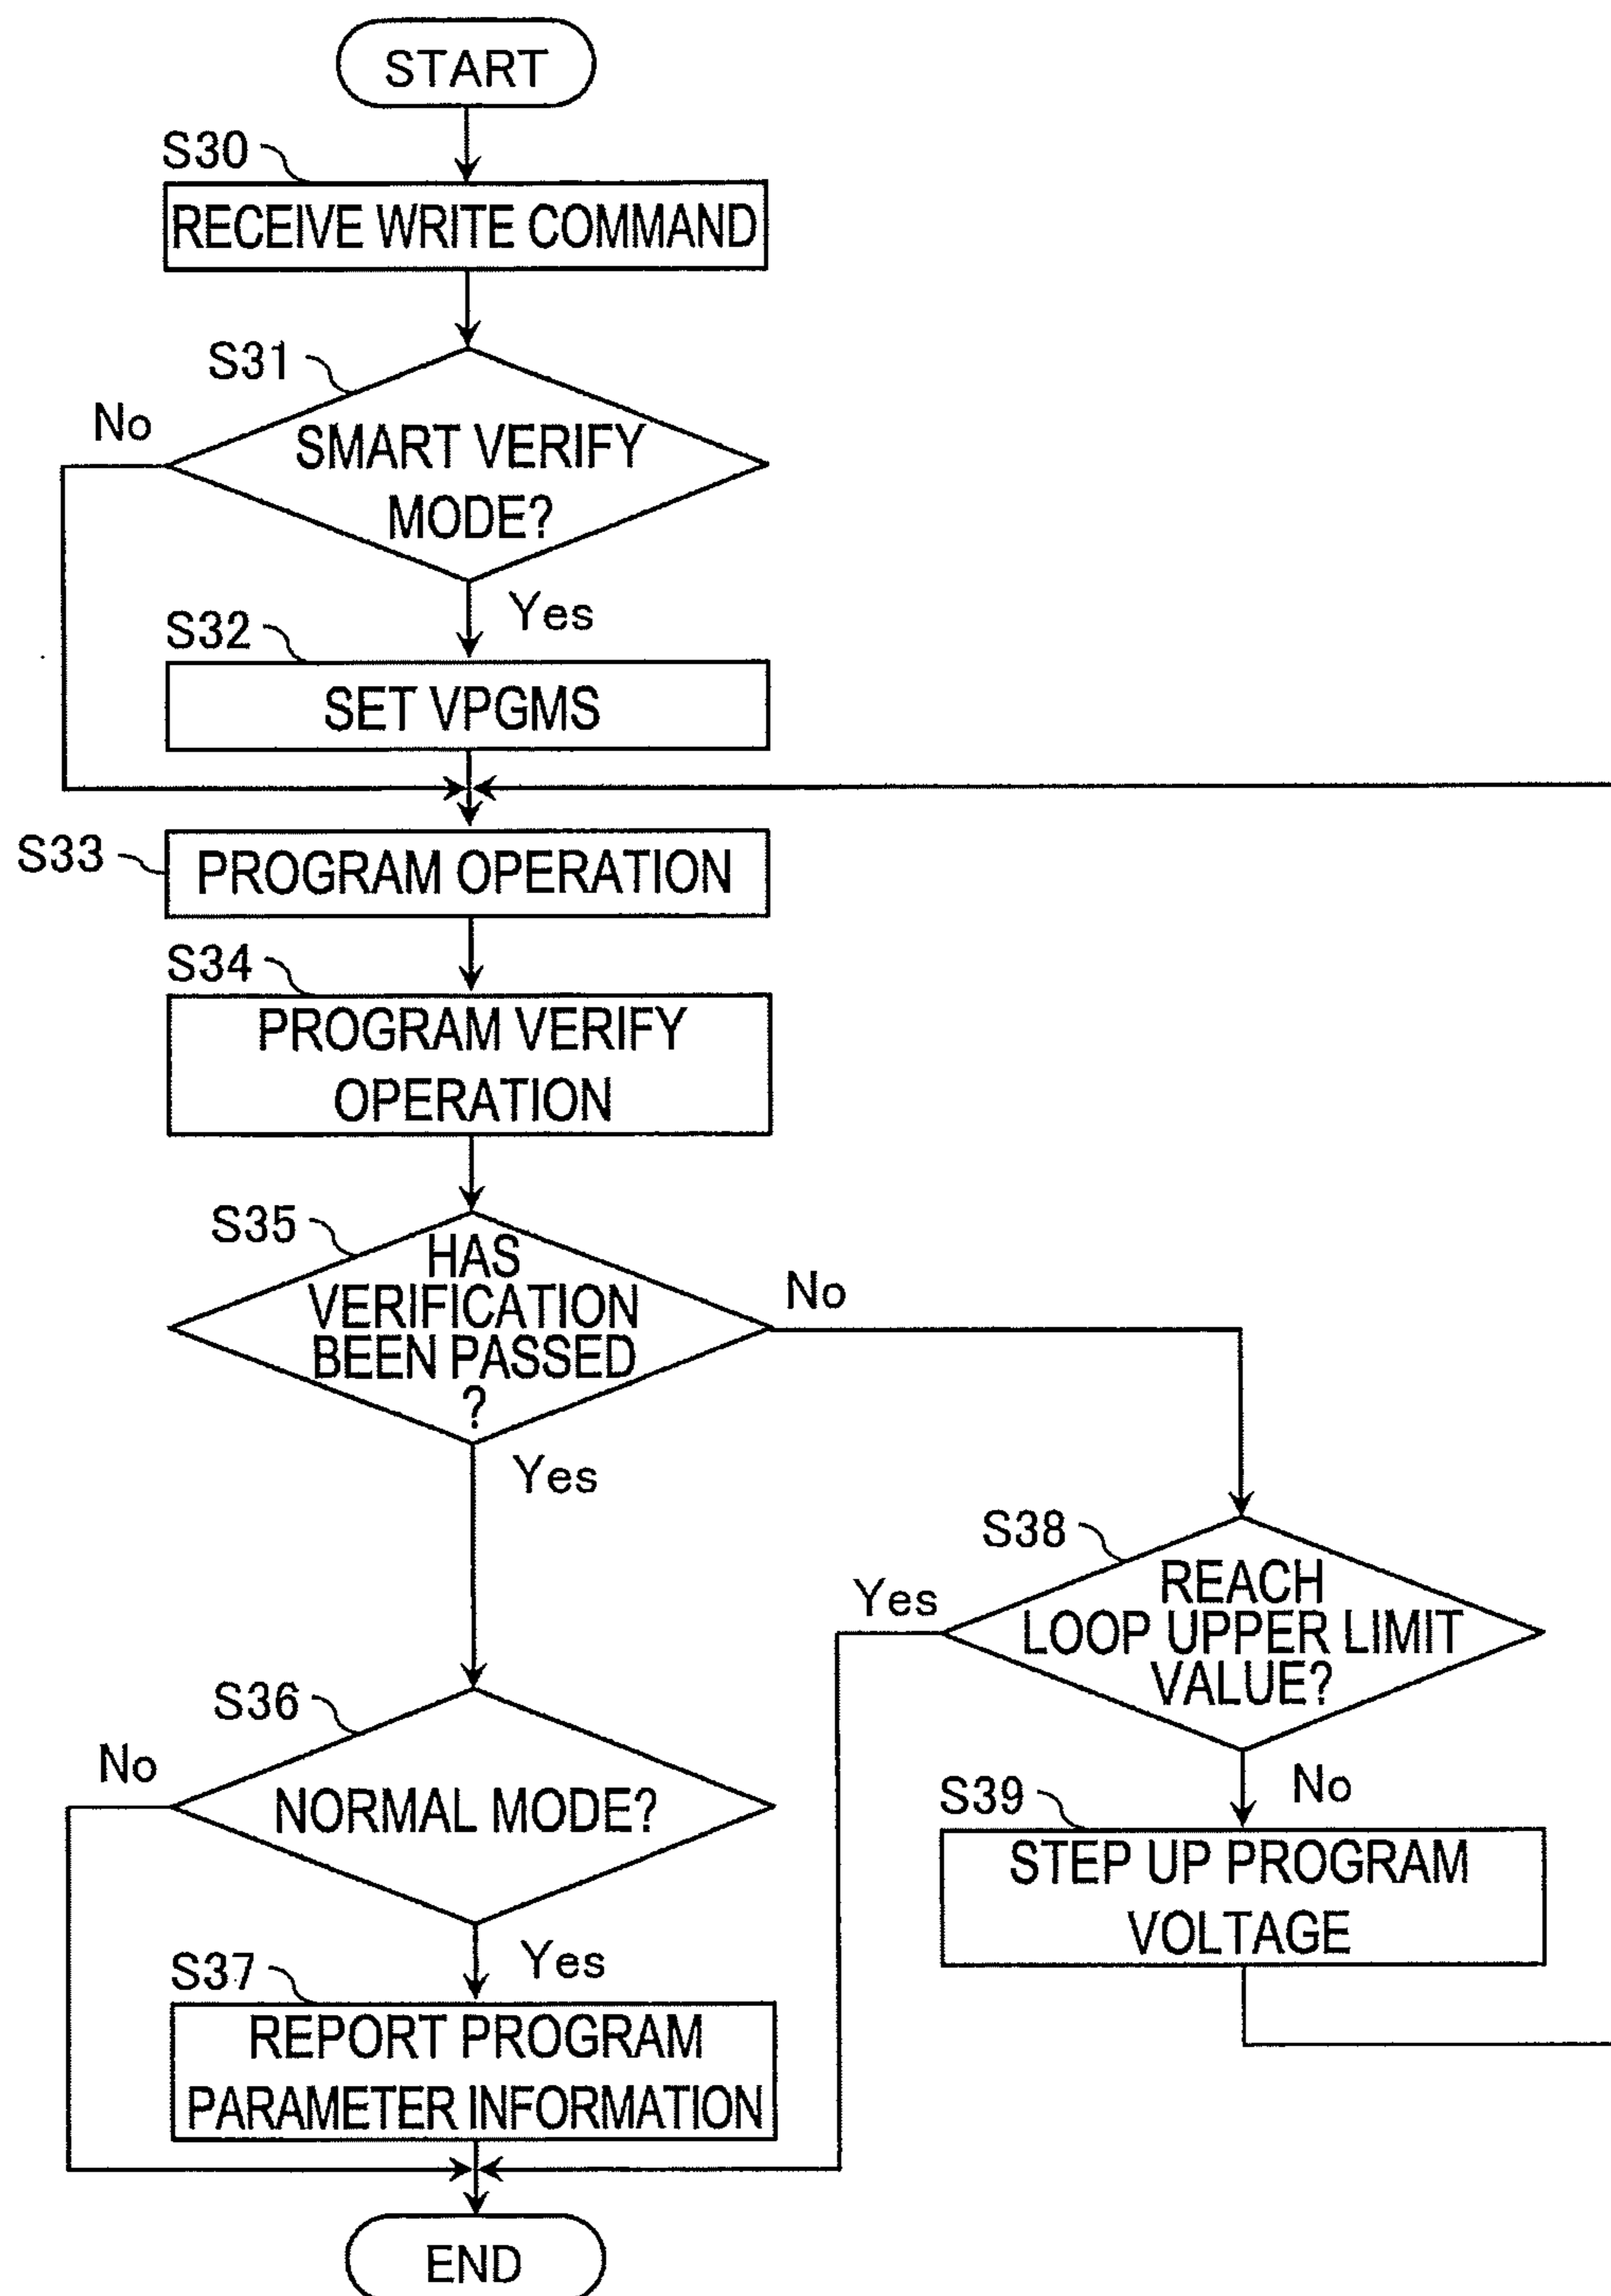 START
S30
RECEIVE WRITE COMMAND
S31
No
SMART VERIFY
MODE?
Yes
S32
SET VPGMS
S33
PROGRAM OPERATION
S34
PROGRAM VERIFY
OPERATION
S35
HAS
VERIFICATION
BEEN PASSED
?
No
Yes
S38
REACH
LOOP UPPER LIMIT
VALUE?
Yes
No
S36
No
NORMAL MODE?
Yes
S39
STEP UP PROGRAM
VOLTAGE
S37
REPORT PROGRAM
PARAMETER INFORMATION
END